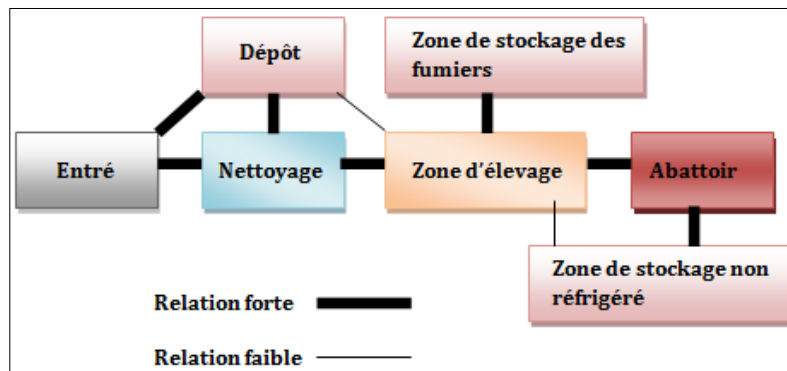 Dépôt
Zone de stockage des
fumiers
Entré
Nettoyage
Zone d'élevage
Abattoir
Zone de stockage non
réfrigéré
Relation forte
Relation faible